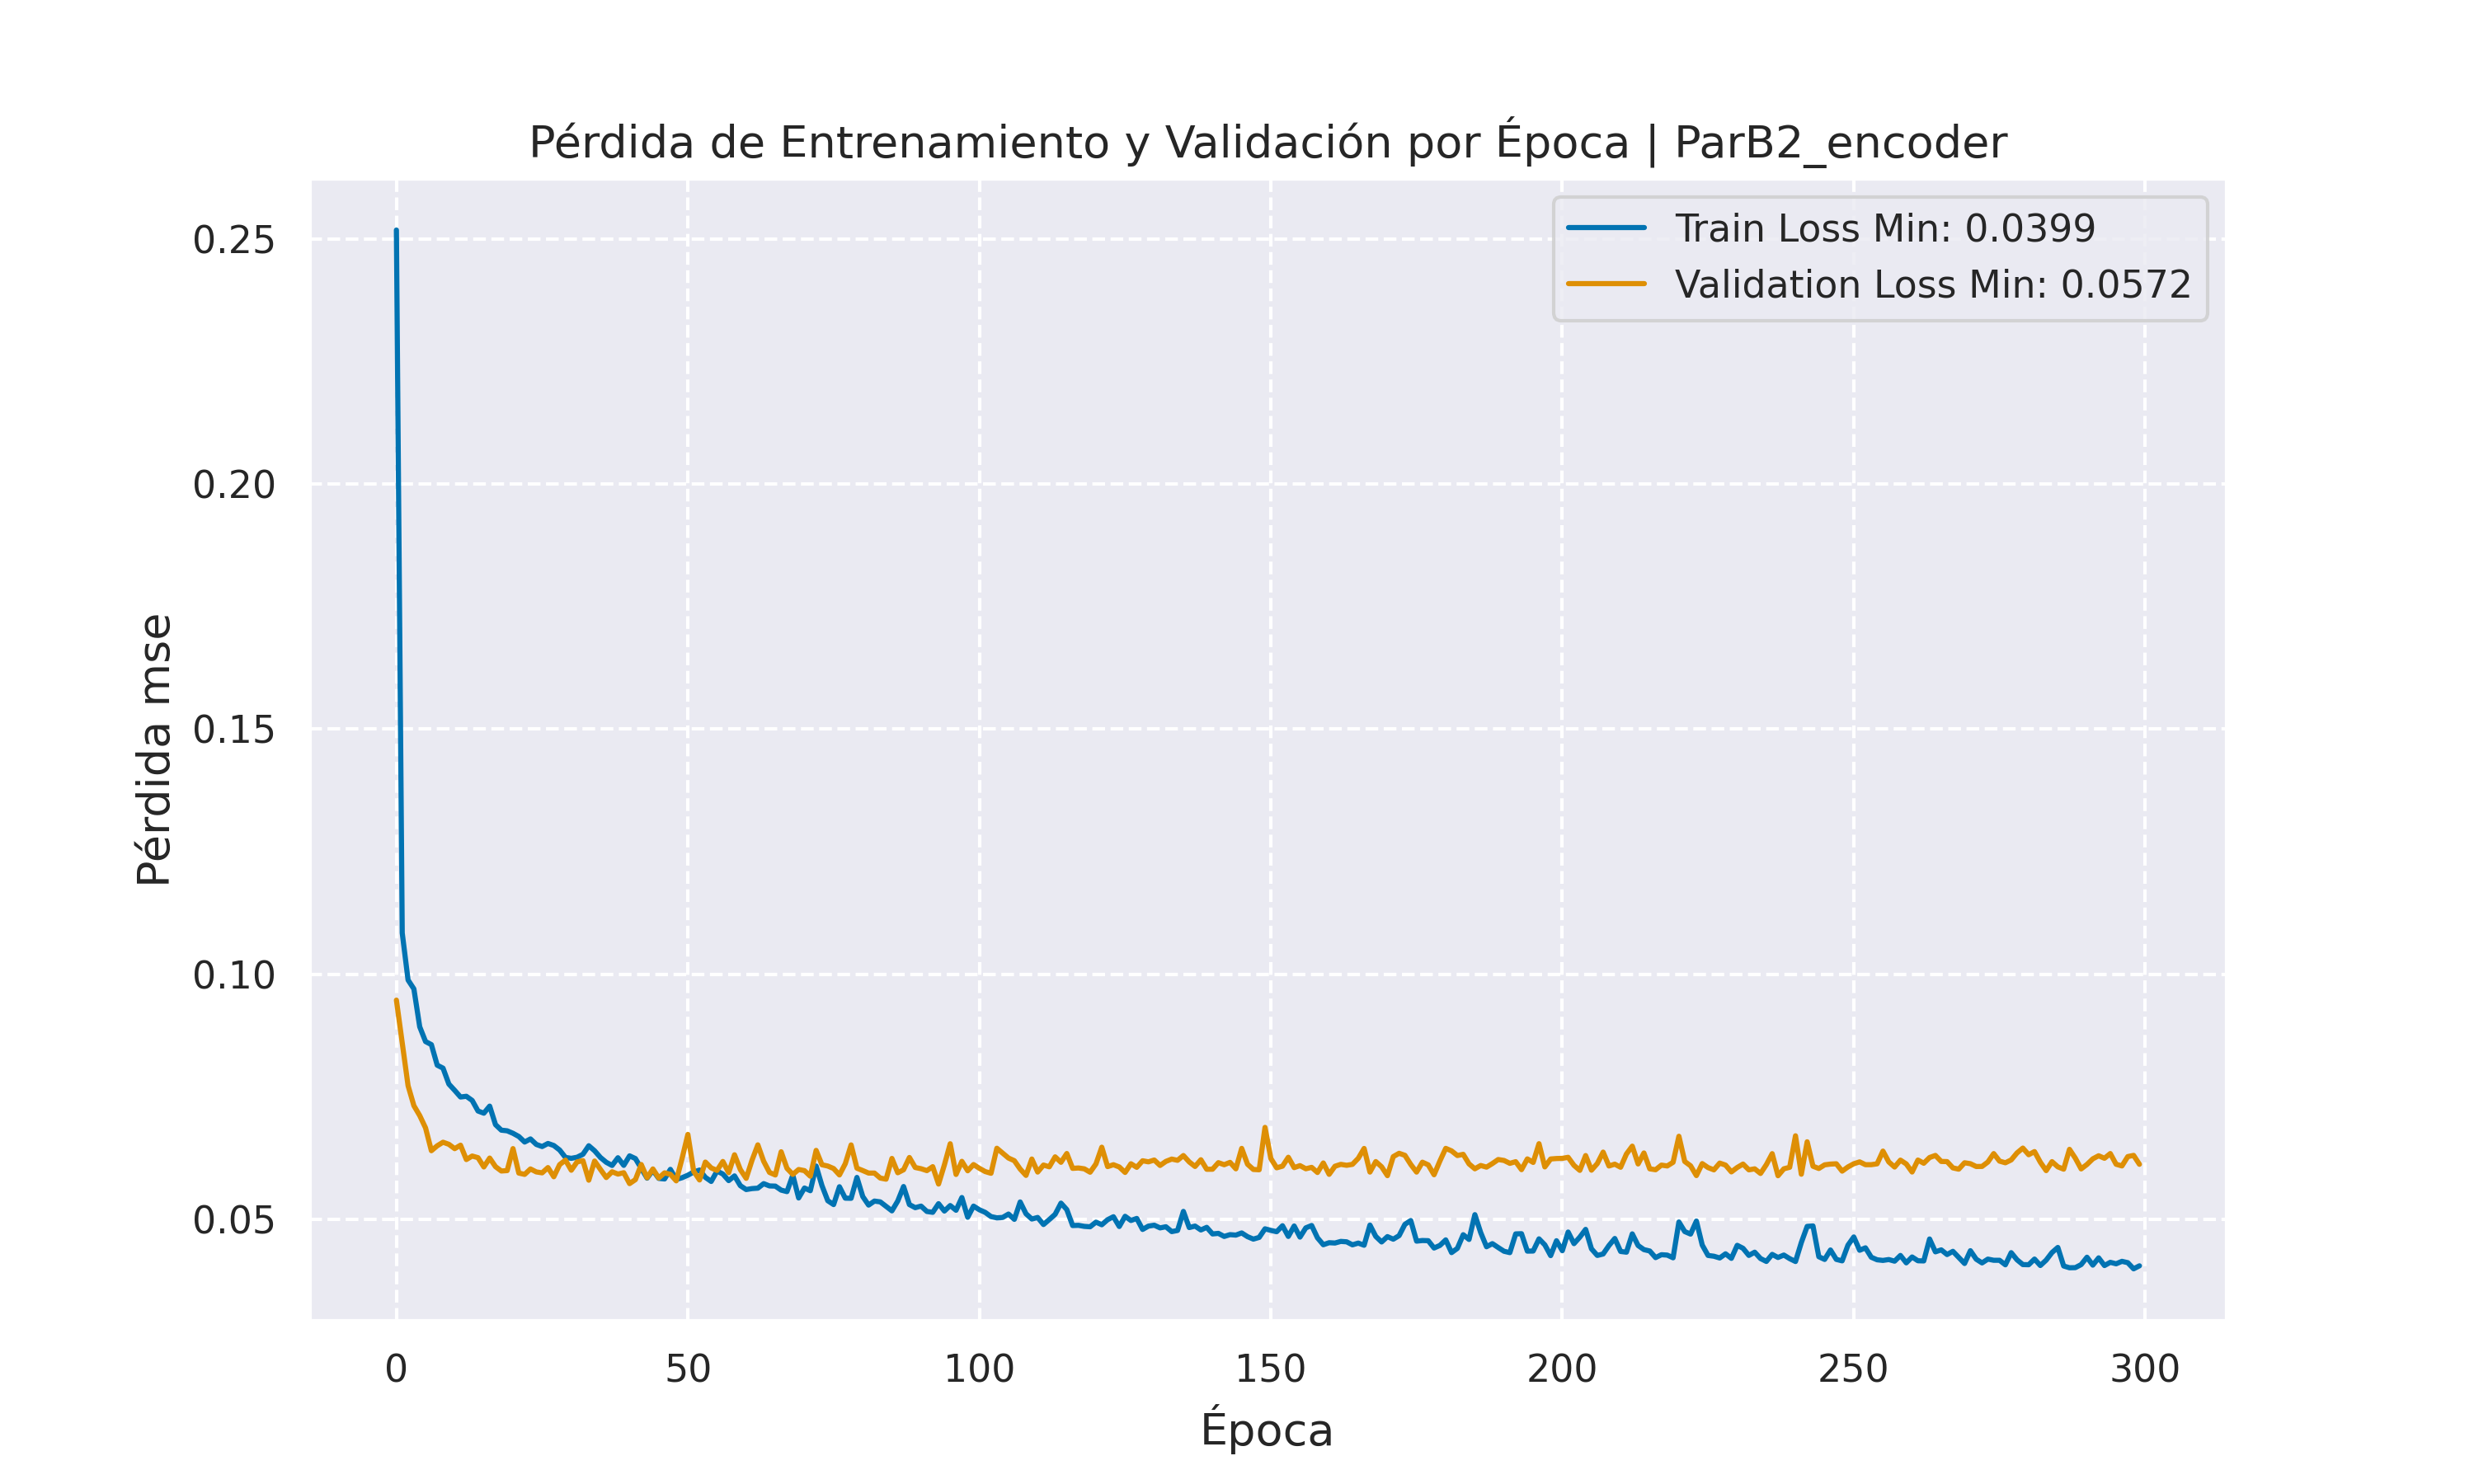 Pérdida de Entrenamiento y Validación por Época | ParB2_encoder
Train Loss Min: 0.0399
Validation Loss Min: 0.0572
Pérdida mse
0.25
0.20
0.15
0.10
0.05
0 50 100 150 200 250 300
Época